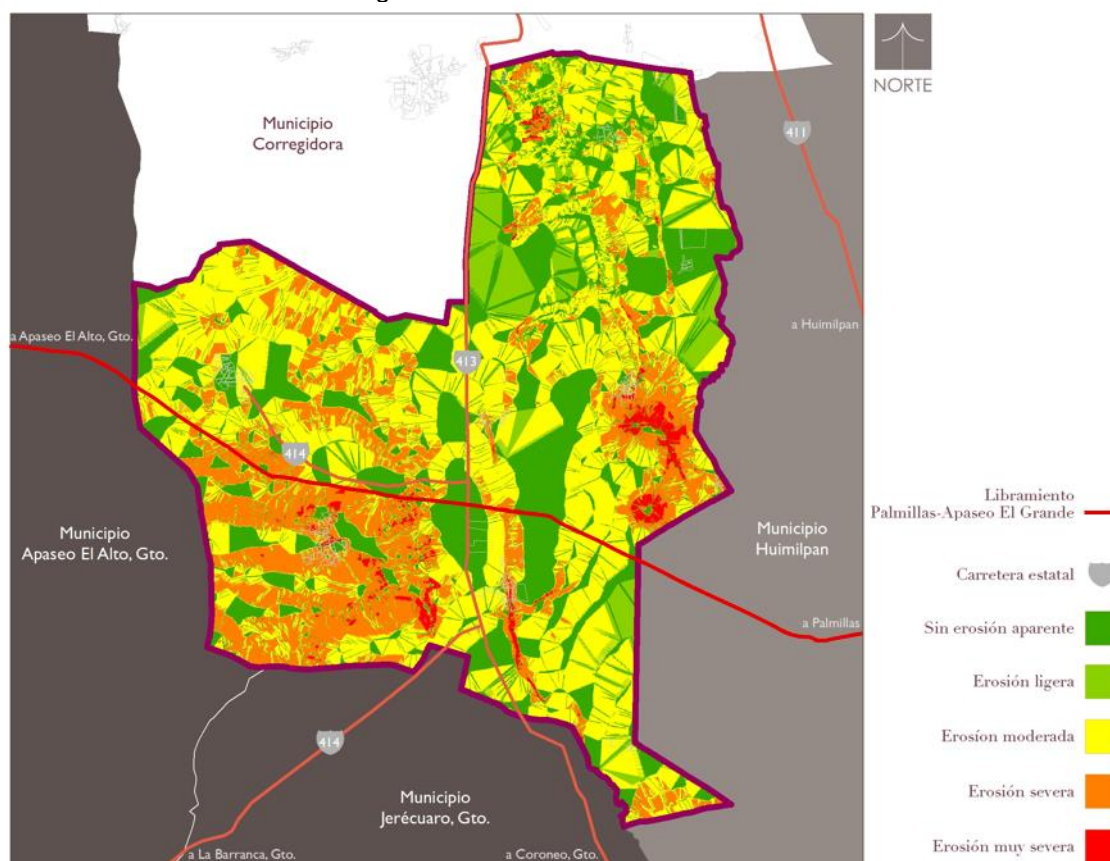 NORTE
Municipio
Corregidora
411
a Huimilpan
a Apaseo El Alto, Gto.
413
414
Municipio
Apaseo El Alto, Gto.
Municipio
Huimilpan
a Palmillas
414
Municipio
Jerécuaro, Gto.
a La Barranca, Gto.
a Coroneo, Gto.
Libramiento
Palmillas-Apaseo El Grande
Carretera estatal
Sin erosión aparente
Erosión ligera
Erosíon moderada
Erosión severa
Erosión muy severa